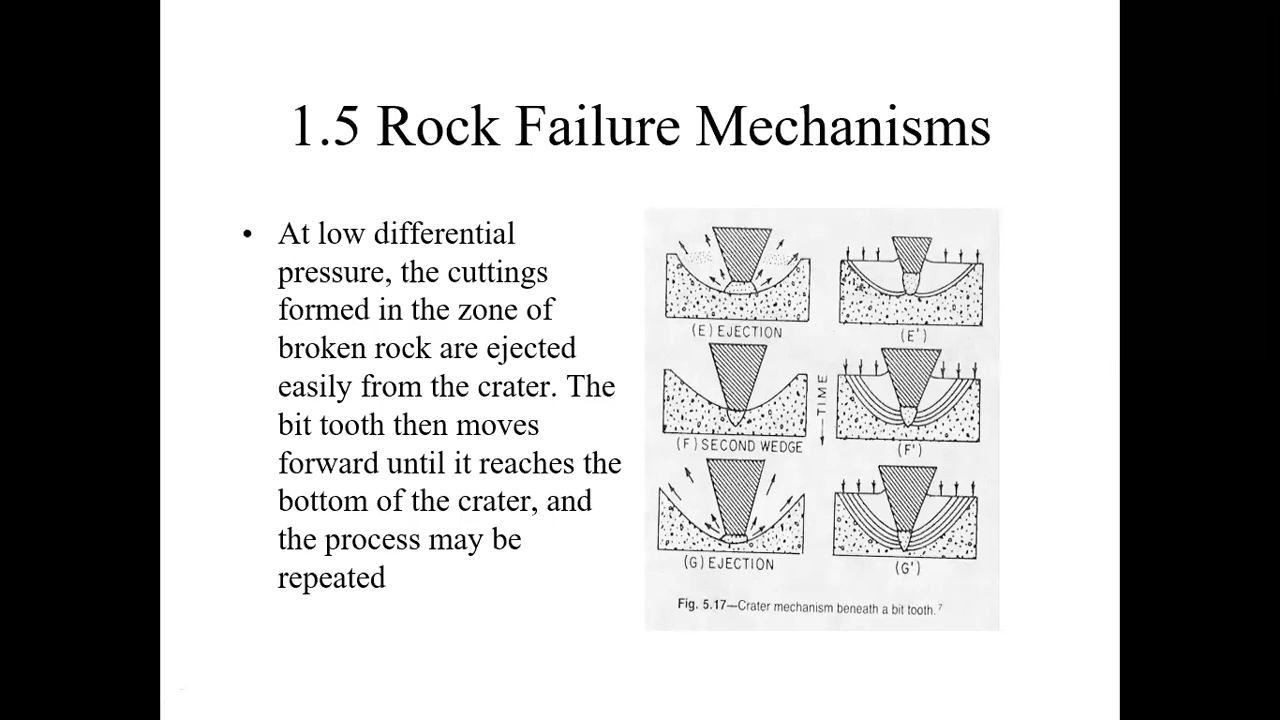 1.5 Rock Failure Mechanisms
• At low differential
pressure, the cuttings
formed in the zone of
broken rock are ejected
easily from the crater. The
bit tooth then moves
forward until it reaches the
bottom of the crater, and
the process may be
repeated
(E) EJECTION
(E')
TIME
(F) SECOND WEDGE
(F')
(G) EJECTION
(G')
Fig. 5.17—Crater mechanism beneath a bit tooth.⁷